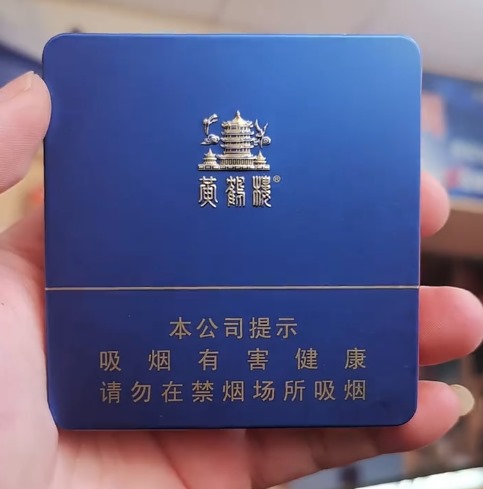 黄鹤楼®
本公司提示
吸烟有害健康
请勿在禁烟场所吸烟